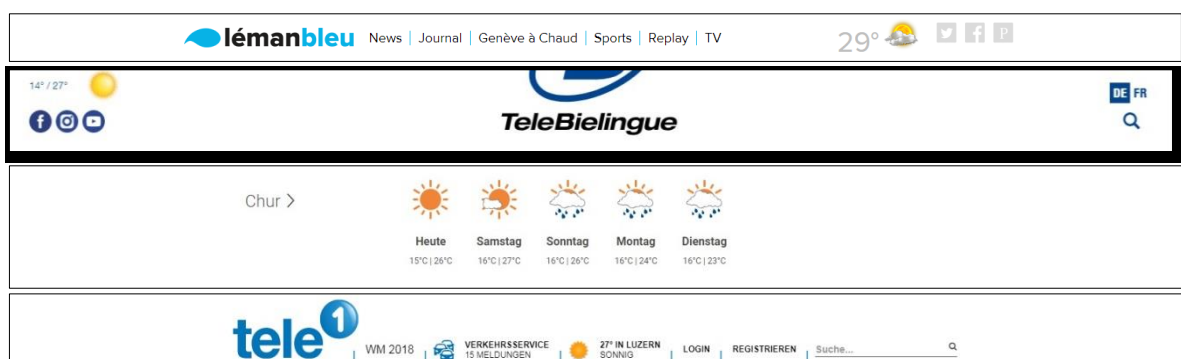 lémanbleu News | Journal | Genève à Chaud | Sports | Replay | TV 29°
14° / 27°
DE FR
TeleBielingue
Chur >
Heute Samstag Sonntag Montag Dienstag
15°C | 26°C 16°C | 27°C 16°C | 26°C 16°C | 24°C 16°C | 23°C
tele 1
WM 2018 VERKEHRSSERVICE 27° IN LUZERN LOGIN REGISTRIEREN Suche...
15 MELDUNGEN SONNIG